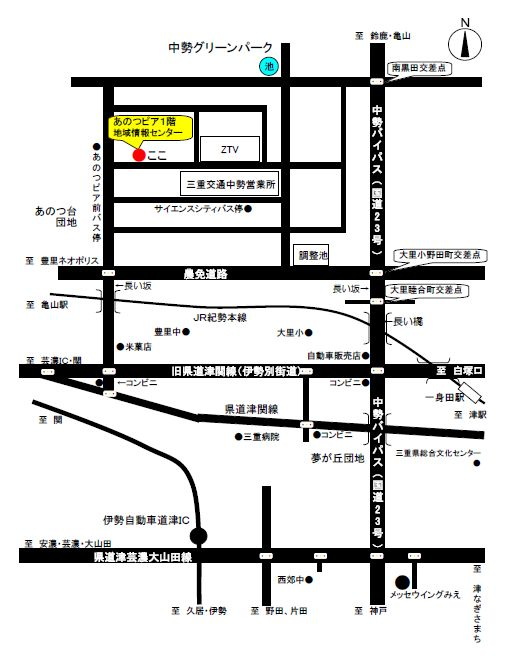 N
至 鈴鹿・亀山
中勢グリーンパーク
池
南黒田交差点
中勢バイパス(国道23号)
あのつピア1階
地域情報センター
ここ
ZTV
あのつピア前バス停
三重交通中勢営業所
サイエンスシティバス停
あのつ台
団地
調整池
大里小野田町交差点
至 豊里ネオポリス
農免道路
←長い坂
長い坂→
大里睦合町交差点
至 亀山駅
JR紀勢本線
←長い橋
豊里中
大里小
米菓店
自動車販売店
至 芸濃IC・関
旧県道津関線(伊勢別街道)
至 白塚口
←コンビニ
コンビニ
一身田駅
至 津駅
至 関
県道津関線
中勢バイパス(国道23号)
三重病院
コンビニ
夢が丘団地
三重県総合文化センター
伊勢自動車道津IC
至 安濃・芸濃・大山田
県道津芸濃大山田線
西郊中
メッセウイングみえ
至 津なぎさまち
至 久居・伊勢
至 野田、片田
至 神戸